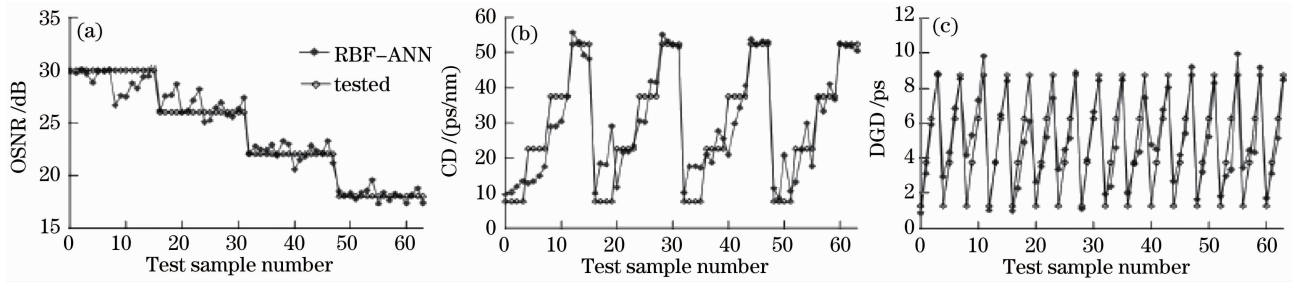 (a)
OSNR /dB
35
30
25
20
15
RBF-ANN
tested
0 10 20 30 40 50 60
Test sample number
(b)
CD /(ps/nm)
60
50
40
30
20
10
0
0 10 20 30 40 50 60
Test sample number
(c)
DGD /ps
12
10
8
6
4
2
0
0 10 20 30 40 50 60
Test sample number